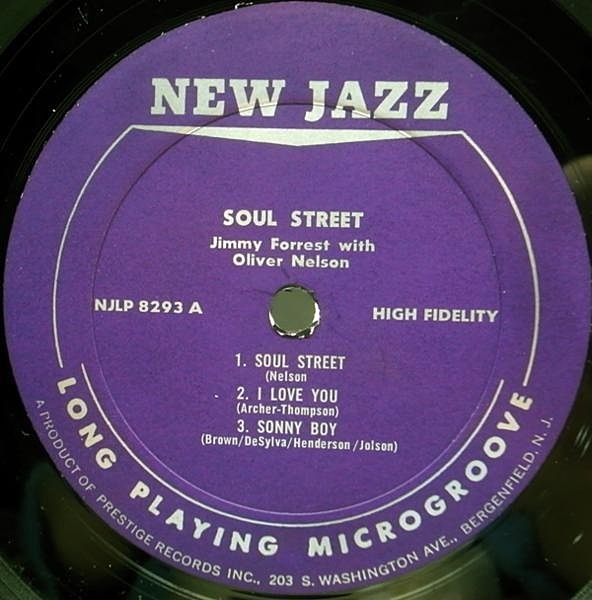 NEW JAZZ
SOUL STREET
Jimmy Forrest with
Oliver Nelson
NJLP 8293 A
HIGH FIDELITY
1. SOUL STREET
(Nelson
2. I LOVE YOU
(Archer-Thompson)
3. SONNY BOY
(Brown/DeSylva/Henderson/Jolson)
LONG PLAYING MICROGROOVE
A PRODUCT OF PRESTIGE RECORDS INC., 203 S. WASHINGTON AVE., BERGENFIELD, N. J.